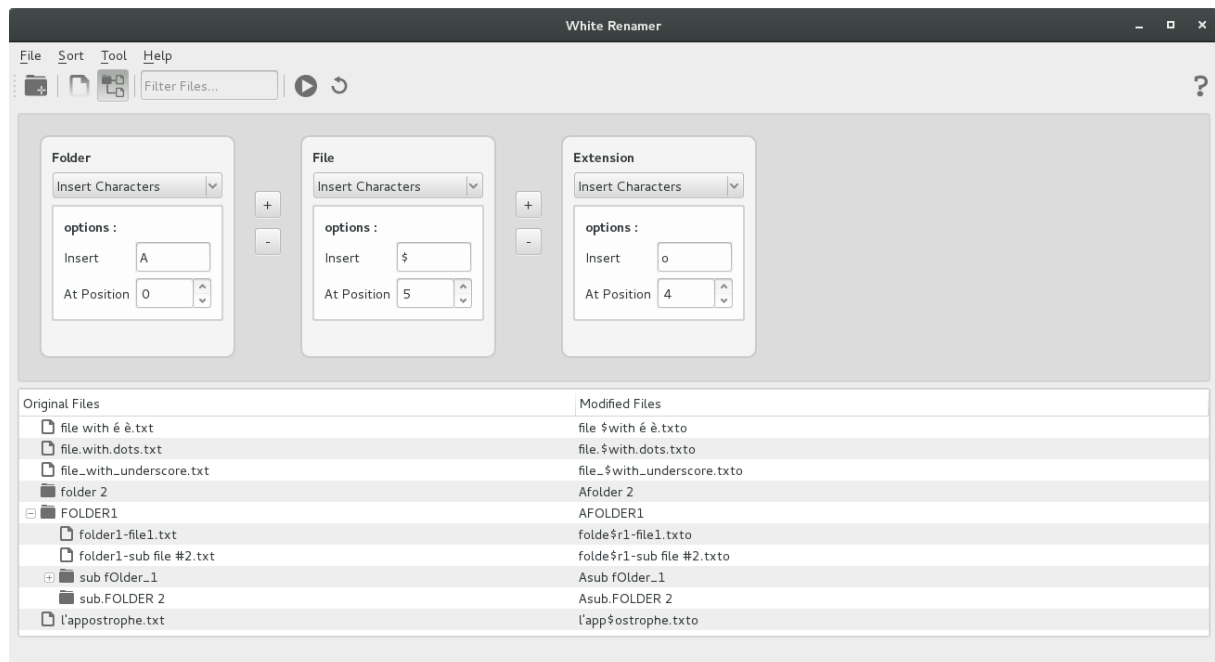 White Renamer
File Sort Tool Help
Filter Files...
?
Folder File Extension
Insert Characters Insert Characters Insert Characters
+ +
options : options : options :
- -
Insert A Insert $ Insert o
At Position 0 At Position 5 At Position 4
Original Files Modified Files
file with é è.txt file $with é è.txto
file.with.dots.txt file.$with.dots.txto
file_with_underscore.txt file_$with_underscore.txto
folder 2 Afolder 2
FOLDER1 AFOLDER1
folder1-file1.txt folde$r1-file1.txto
folder1-sub file #2.txt folde$r1-sub file #2.txto
sub fOlder_1 Asub fOlder_1
sub.FOLDER 2 Asub.FOLDER 2
l'appostrophe.txt l'app$ostrophe.txto